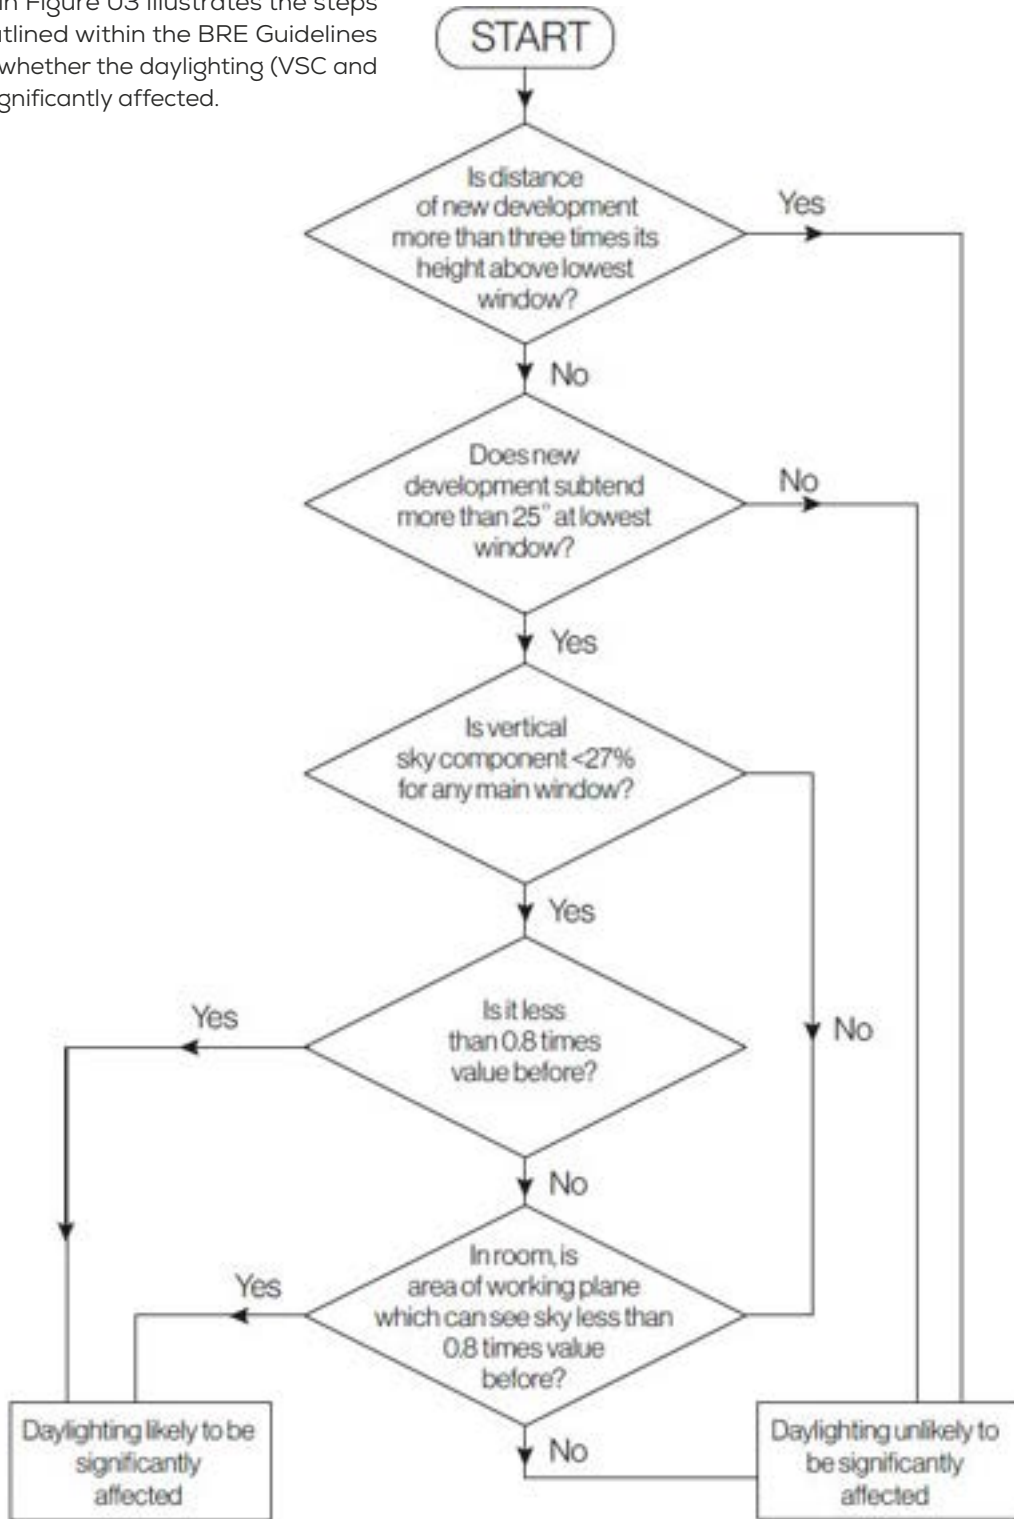 in Figure 03 illustrates the steps
utlined within the BRE Guidelines
whether the daylighting (VSC and
gnificantly affected.
START
Is distance
of new development
more than three times its
height above lowest
window?
Yes
No
Does new
development subtend
more than 25° at lowest
window?
No
Yes
Is vertical
sky component <27%
for any main window?
Yes
No
Is it less
than 0.8 times
value before?
Yes
No
In room, is
area of working plane
which can see sky less than
0.8 times value
before?
Yes
No
Daylighting likely to be
significantly
affected
Daylighting unlikely to
be significantly
affected